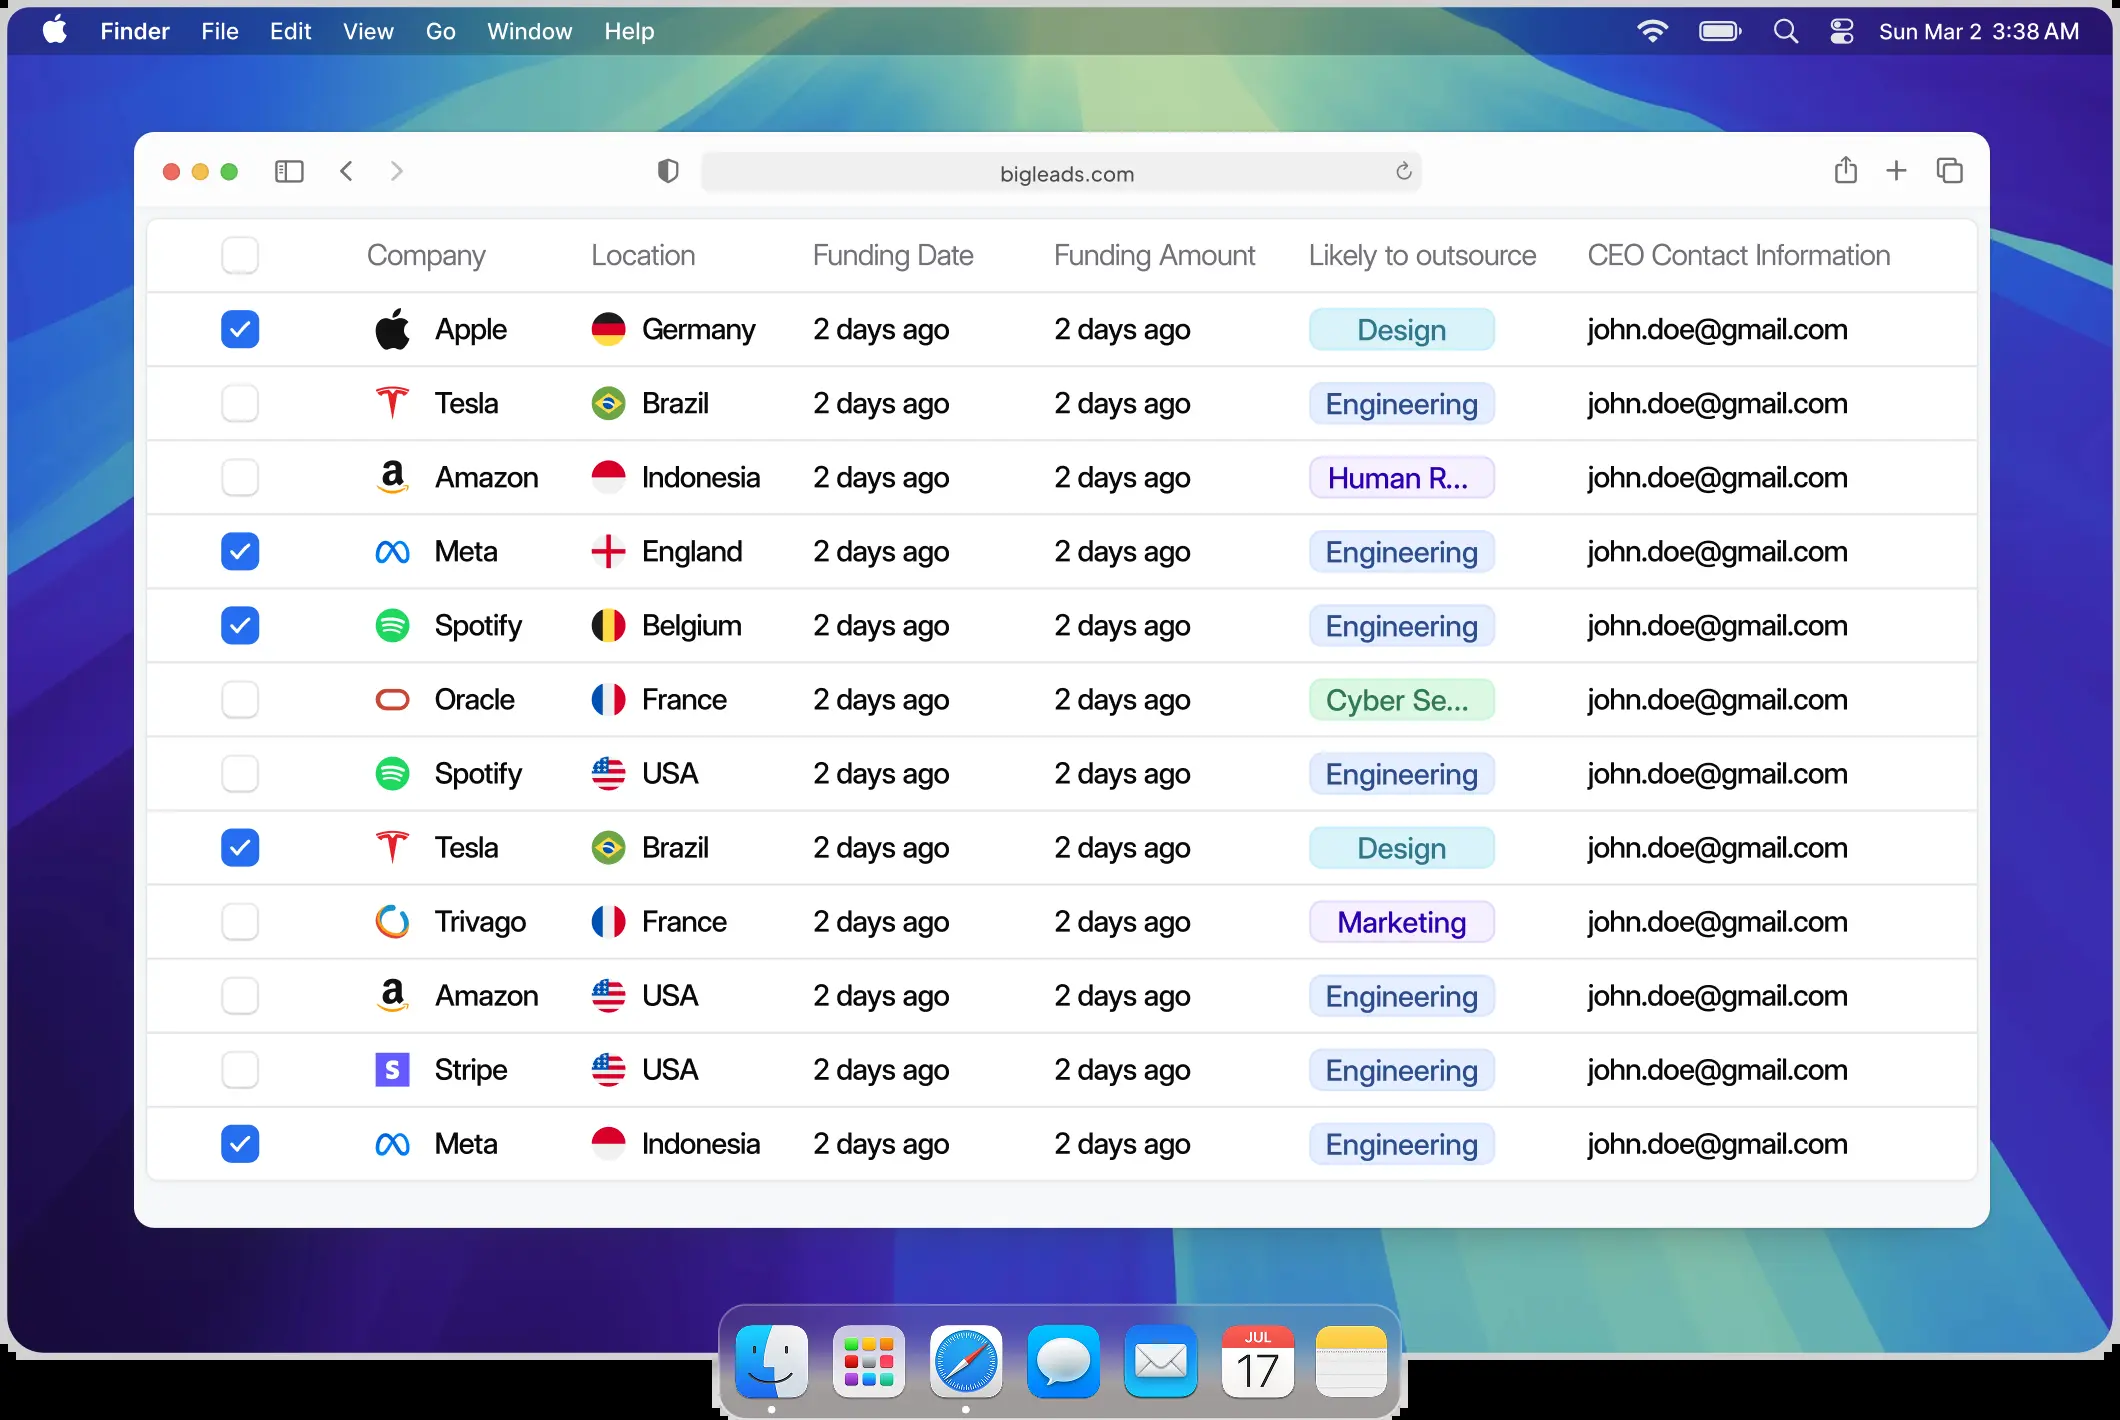 Finder File Edit View Go Window Help Sun Mar 2 3:38 AM
bigleads.com
Company Location Funding Date Funding Amount Likely to outsource CEO Contact Information
Apple Germany 2 days ago 2 days ago Design john.doe@gmail.com
Tesla Brazil 2 days ago 2 days ago Engineering john.doe@gmail.com
a Amazon Indonesia 2 days ago 2 days ago Human R... john.doe@gmail.com
Meta England 2 days ago 2 days ago Engineering john.doe@gmail.com
Spotify Belgium 2 days ago 2 days ago Engineering john.doe@gmail.com
Oracle France 2 days ago 2 days ago Cyber Se... john.doe@gmail.com
Spotify USA 2 days ago 2 days ago Engineering john.doe@gmail.com
Tesla Brazil 2 days ago 2 days ago Design john.doe@gmail.com
Trivago France 2 days ago 2 days ago Marketing john.doe@gmail.com
a Amazon USA 2 days ago 2 days ago Engineering john.doe@gmail.com
S Stripe USA 2 days ago 2 days ago Engineering john.doe@gmail.com
Meta Indonesia 2 days ago 2 days ago Engineering john.doe@gmail.com
JUL
17